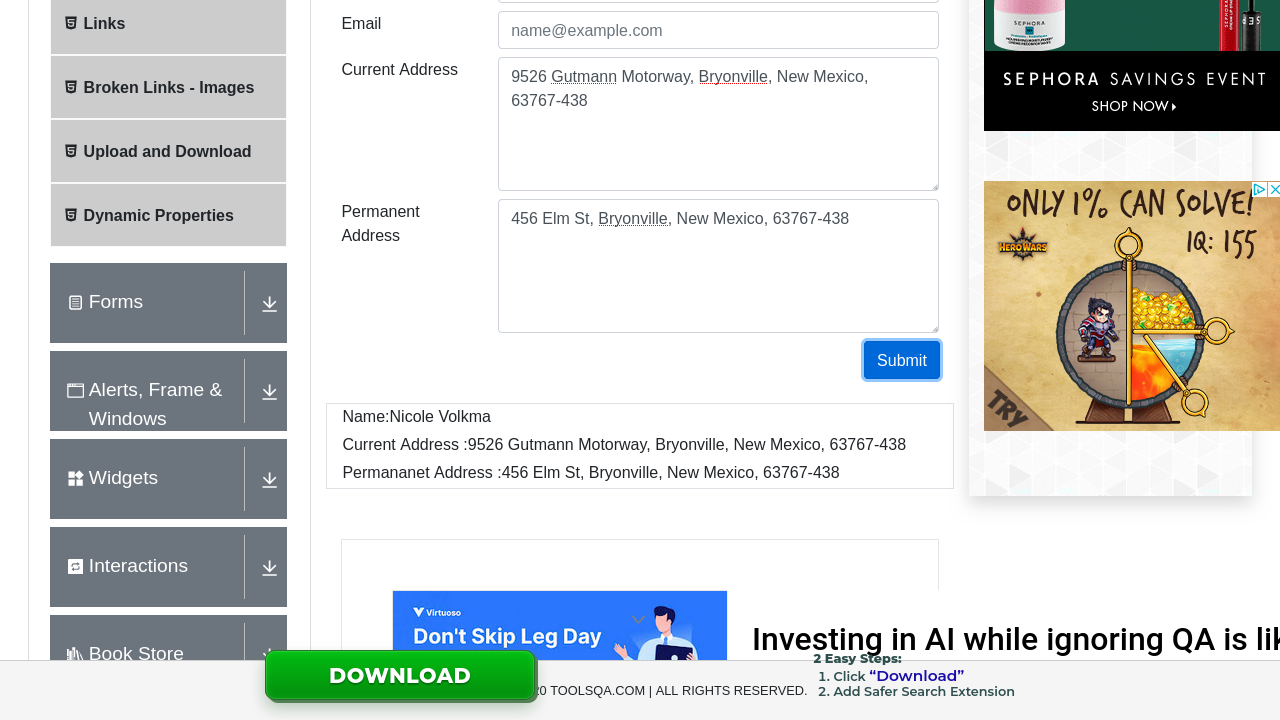 Links
Broken Links - Images
Upload and Download
Dynamic Properties
Forms
Alerts, Frame &
Windows
Widgets
Interactions
Book Store
Email
name@example.com
Current Address
9526 Gutmann Motorway, Bryonville, New Mexico,
63767-438
Permanent
Address
456 Elm St, Bryonville, New Mexico, 63767-438
Submit
Name:Nicole Volkma
Current Address :9526 Gutmann Motorway, Bryonville, New Mexico, 63767-438
Permananet Address :456 Elm St, Bryonville, New Mexico, 63767-438
Virtuoso
Don't Skip Leg Day
Investing in AI while ignoring QA is
SEPHORA
SEPHORA SAVINGS EVENT
SHOP NOW
ONLY 1% CAN SOLVE!
HERO WARS
IQ: 155
TRY
DOWNLOAD
TOOLSQA.COM | ALL RIGHTS RESERVED.
2 Easy Steps:
1. Click “Download”
2. Add Safer Search Extension